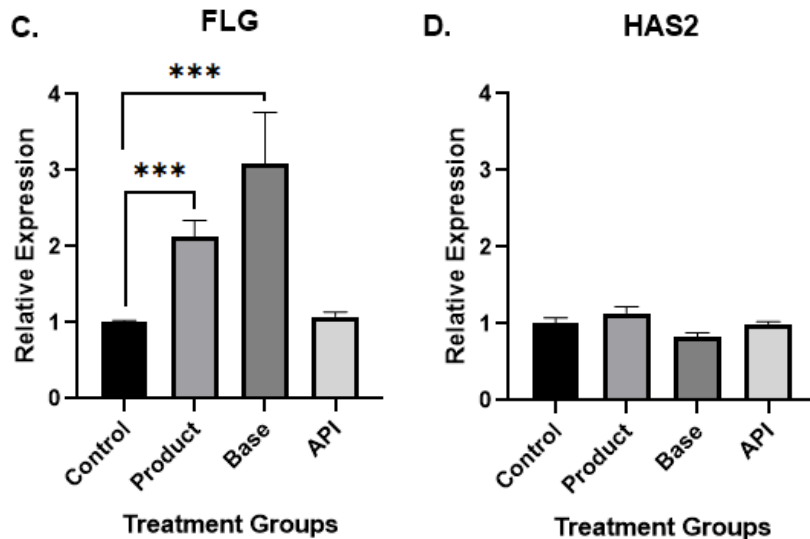 C.
FLG
***
***
4
3
2
1
0
Relative Expression
Control
Product
Base
API
Treatment Groups
D.
HAS2
4
3
2
1
0
Relative Expression
Control
Product
Base
API
Treatment Groups